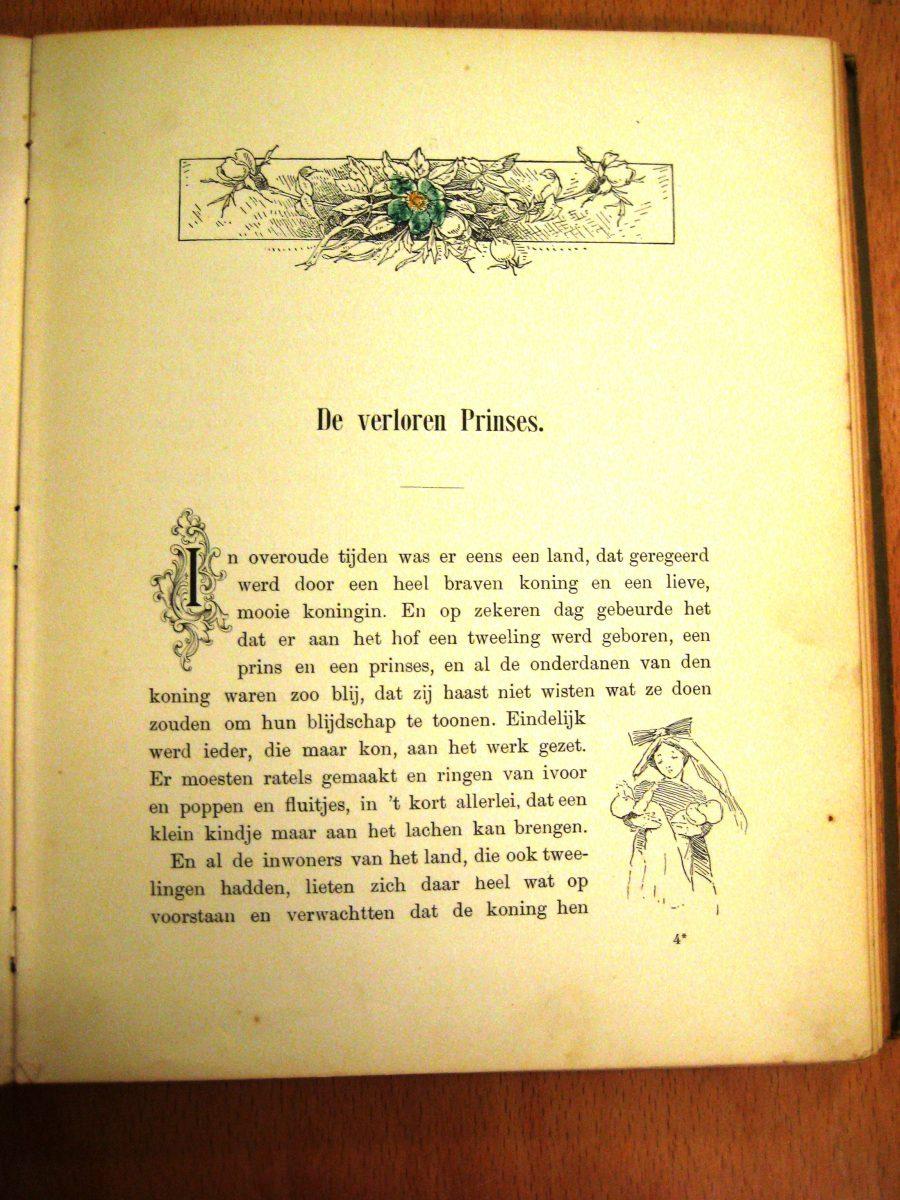 De verloren Prinses.
In overoude tijden was er eens een land, dat geregeerd
werd door een heel braven koning en een lieve,
mooie koningin. En op zekeren dag gebeurde het
dat er aan het hof een tweeling werd geboren, een
prins en een prinses, en al de onderdanen van den
koning waren zoo blij, dat zij haast niet wisten wat ze doen
zouden om hun blijdschap te toonen. Eindelijk
werd ieder, die maar kon, aan het werk gezet.
Er moesten ratels gemaakt en ringen van ivoor
en poppen en fluitjes, in 't kort allerlei, dat een
klein kindje maar aan het lachen kan brengen.
En al de inwoners van het land, die ook twee-
lingen hadden, lieten zich daar heel wat op
voorstaan en verwachtten dat de koning hen
4*